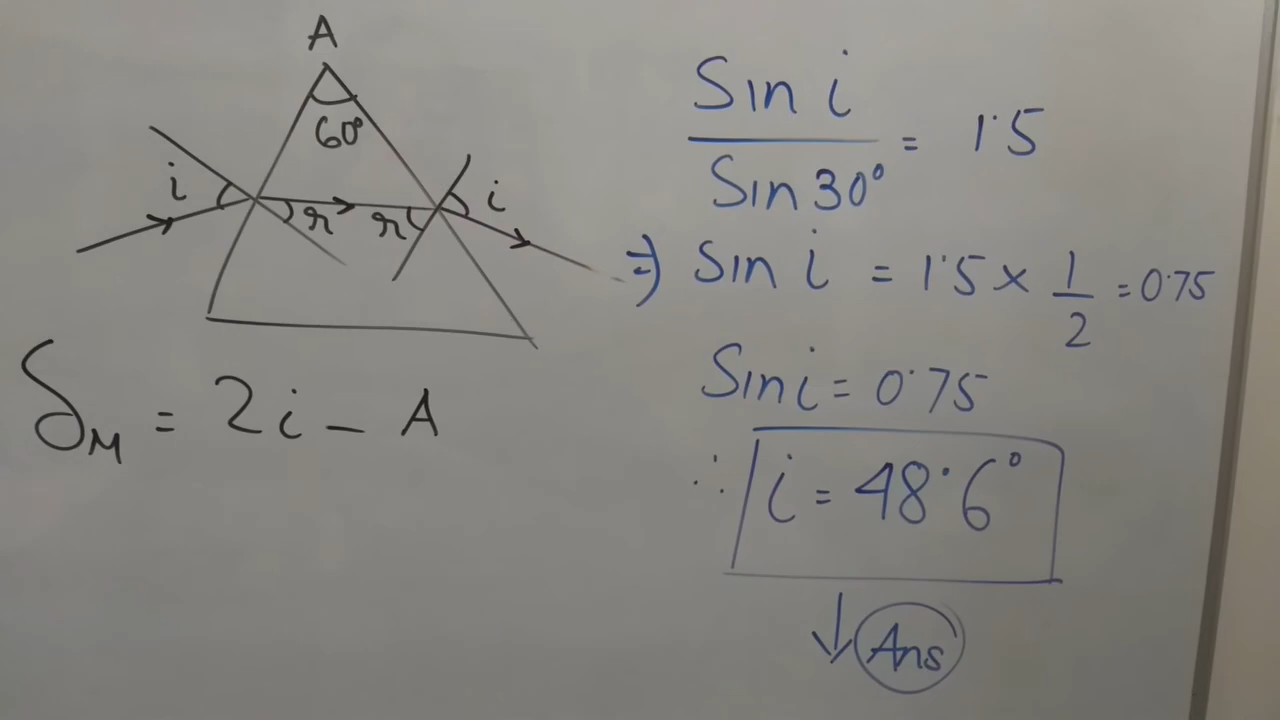 A
60°
i
r
r
i
δM = 2i - A
Sin i / Sin 30° = 1.5
⇒) Sin i = 1.5 × 1/2 = 0.75
Sin i = 0.75
∴ i = 48.6°
↓ Ans